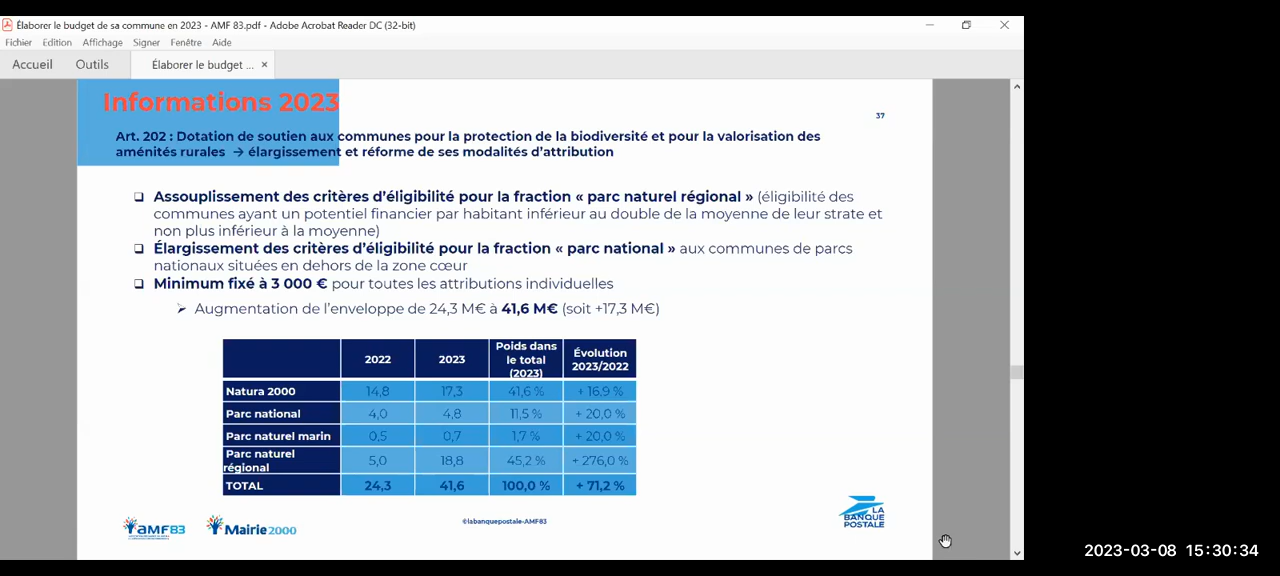 Élaborer le budget de sa commune en 2023 - AMF 83.pdf - Adobe Acrobat Reader DC (32-bit)
Fichier Edition Affichage Signer Fenêtre Aide
Accueil Outils Élaborer le budget ... ×
Informations 2023
37
Art. 202 : Dotation de soutien aux communes pour la protection de la biodiversité et pour la valorisation des
aménités rurales → élargissement et réforme de ses modalités d'attribution
❑ Assouplissement des critères d'éligibilité pour la fraction « parc naturel régional » (éligibilité des
communes ayant un potentiel financier par habitant inférieur au double de la moyenne de leur strate et
non plus inférieur à la moyenne)
❑ Élargissement des critères d'éligibilité pour la fraction « parc national » aux communes de parcs
nationaux situées en dehors de la zone cœur
❑ Minimum fixé à 3 000 € pour toutes les attributions individuelles
➢ Augmentation de l'enveloppe de 24,3 M€ à 41,6 M€ (soit +17,3 M€)
2022 2023 Poids dans le total (2023) Évolution 2023/2022
Natura 2000 14,8 17,3 41,6 % + 16,9 %
Parc national 4,0 4,8 11,5 % + 20,0 %
Parc naturel marin 0,5 0,7 1,7 % + 20,0 %
Parc naturel régional 5,0 18,8 45,2 % + 276,0 %
TOTAL 24,3 41,6 100,0 % + 71,2 %
AMF83 Mairie2000
©labanquepostale-AMF83
LA
BANQUE
POSTALE
2023-03-08 15:30:34